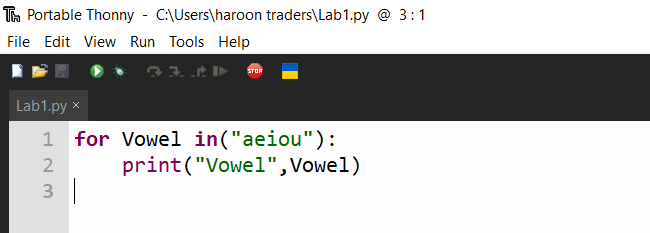 Th Portable Thonny - C:\Users\haroon traders\Lab1.py @ 3 : 1
File Edit View Run Tools Help
STOP
Lab1.py ×
1 for Vowel in("aeiou"):
2     print("Vowel",Vowel)
3